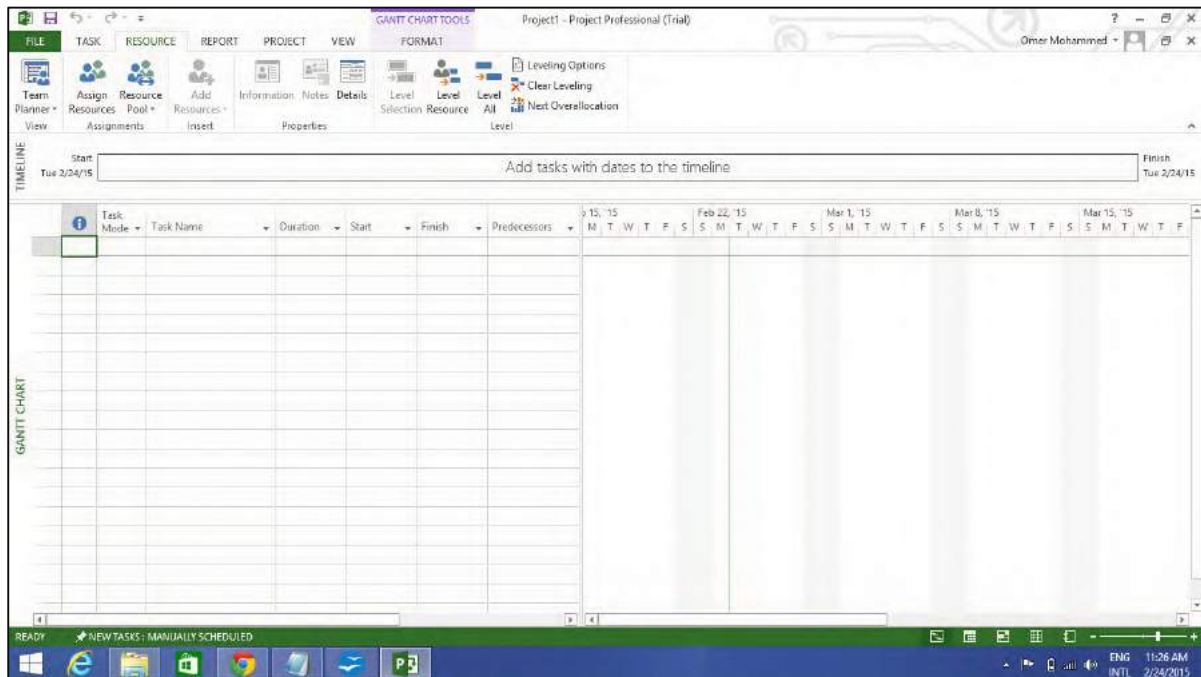 GANTT CHART TOOLS Project1 - Project Professional (Trial)
FILE TASK RESOURCE REPORT PROJECT VIEW FORMAT Omer Mohammed
Team Planner
Assign Resources
Resource Pool
Add Resources
Information
Notes
Details
Level Selection
Level Resource
Level All
Leveling Options
Clear Leveling
Next Overallocation
View Assignments Insert Properties Level
TIMELINE
Start
Tue 2/24/15
Add tasks with dates to the timeline
Finish
Tue 2/24/15
Task Mode Task Name Duration Start Finish Predecessors
15, '15 Feb 22, '15 Mar 1, '15 Mar 8, '15 Mar 15, '15
M T W T F S S M T W T F S S M T W T F S S M T W T F S S M T W T F
GANTT CHART
READY NEW TASKS : MANUALLY SCHEDULED
ENG 11:26 AM
INTL 2/24/2015